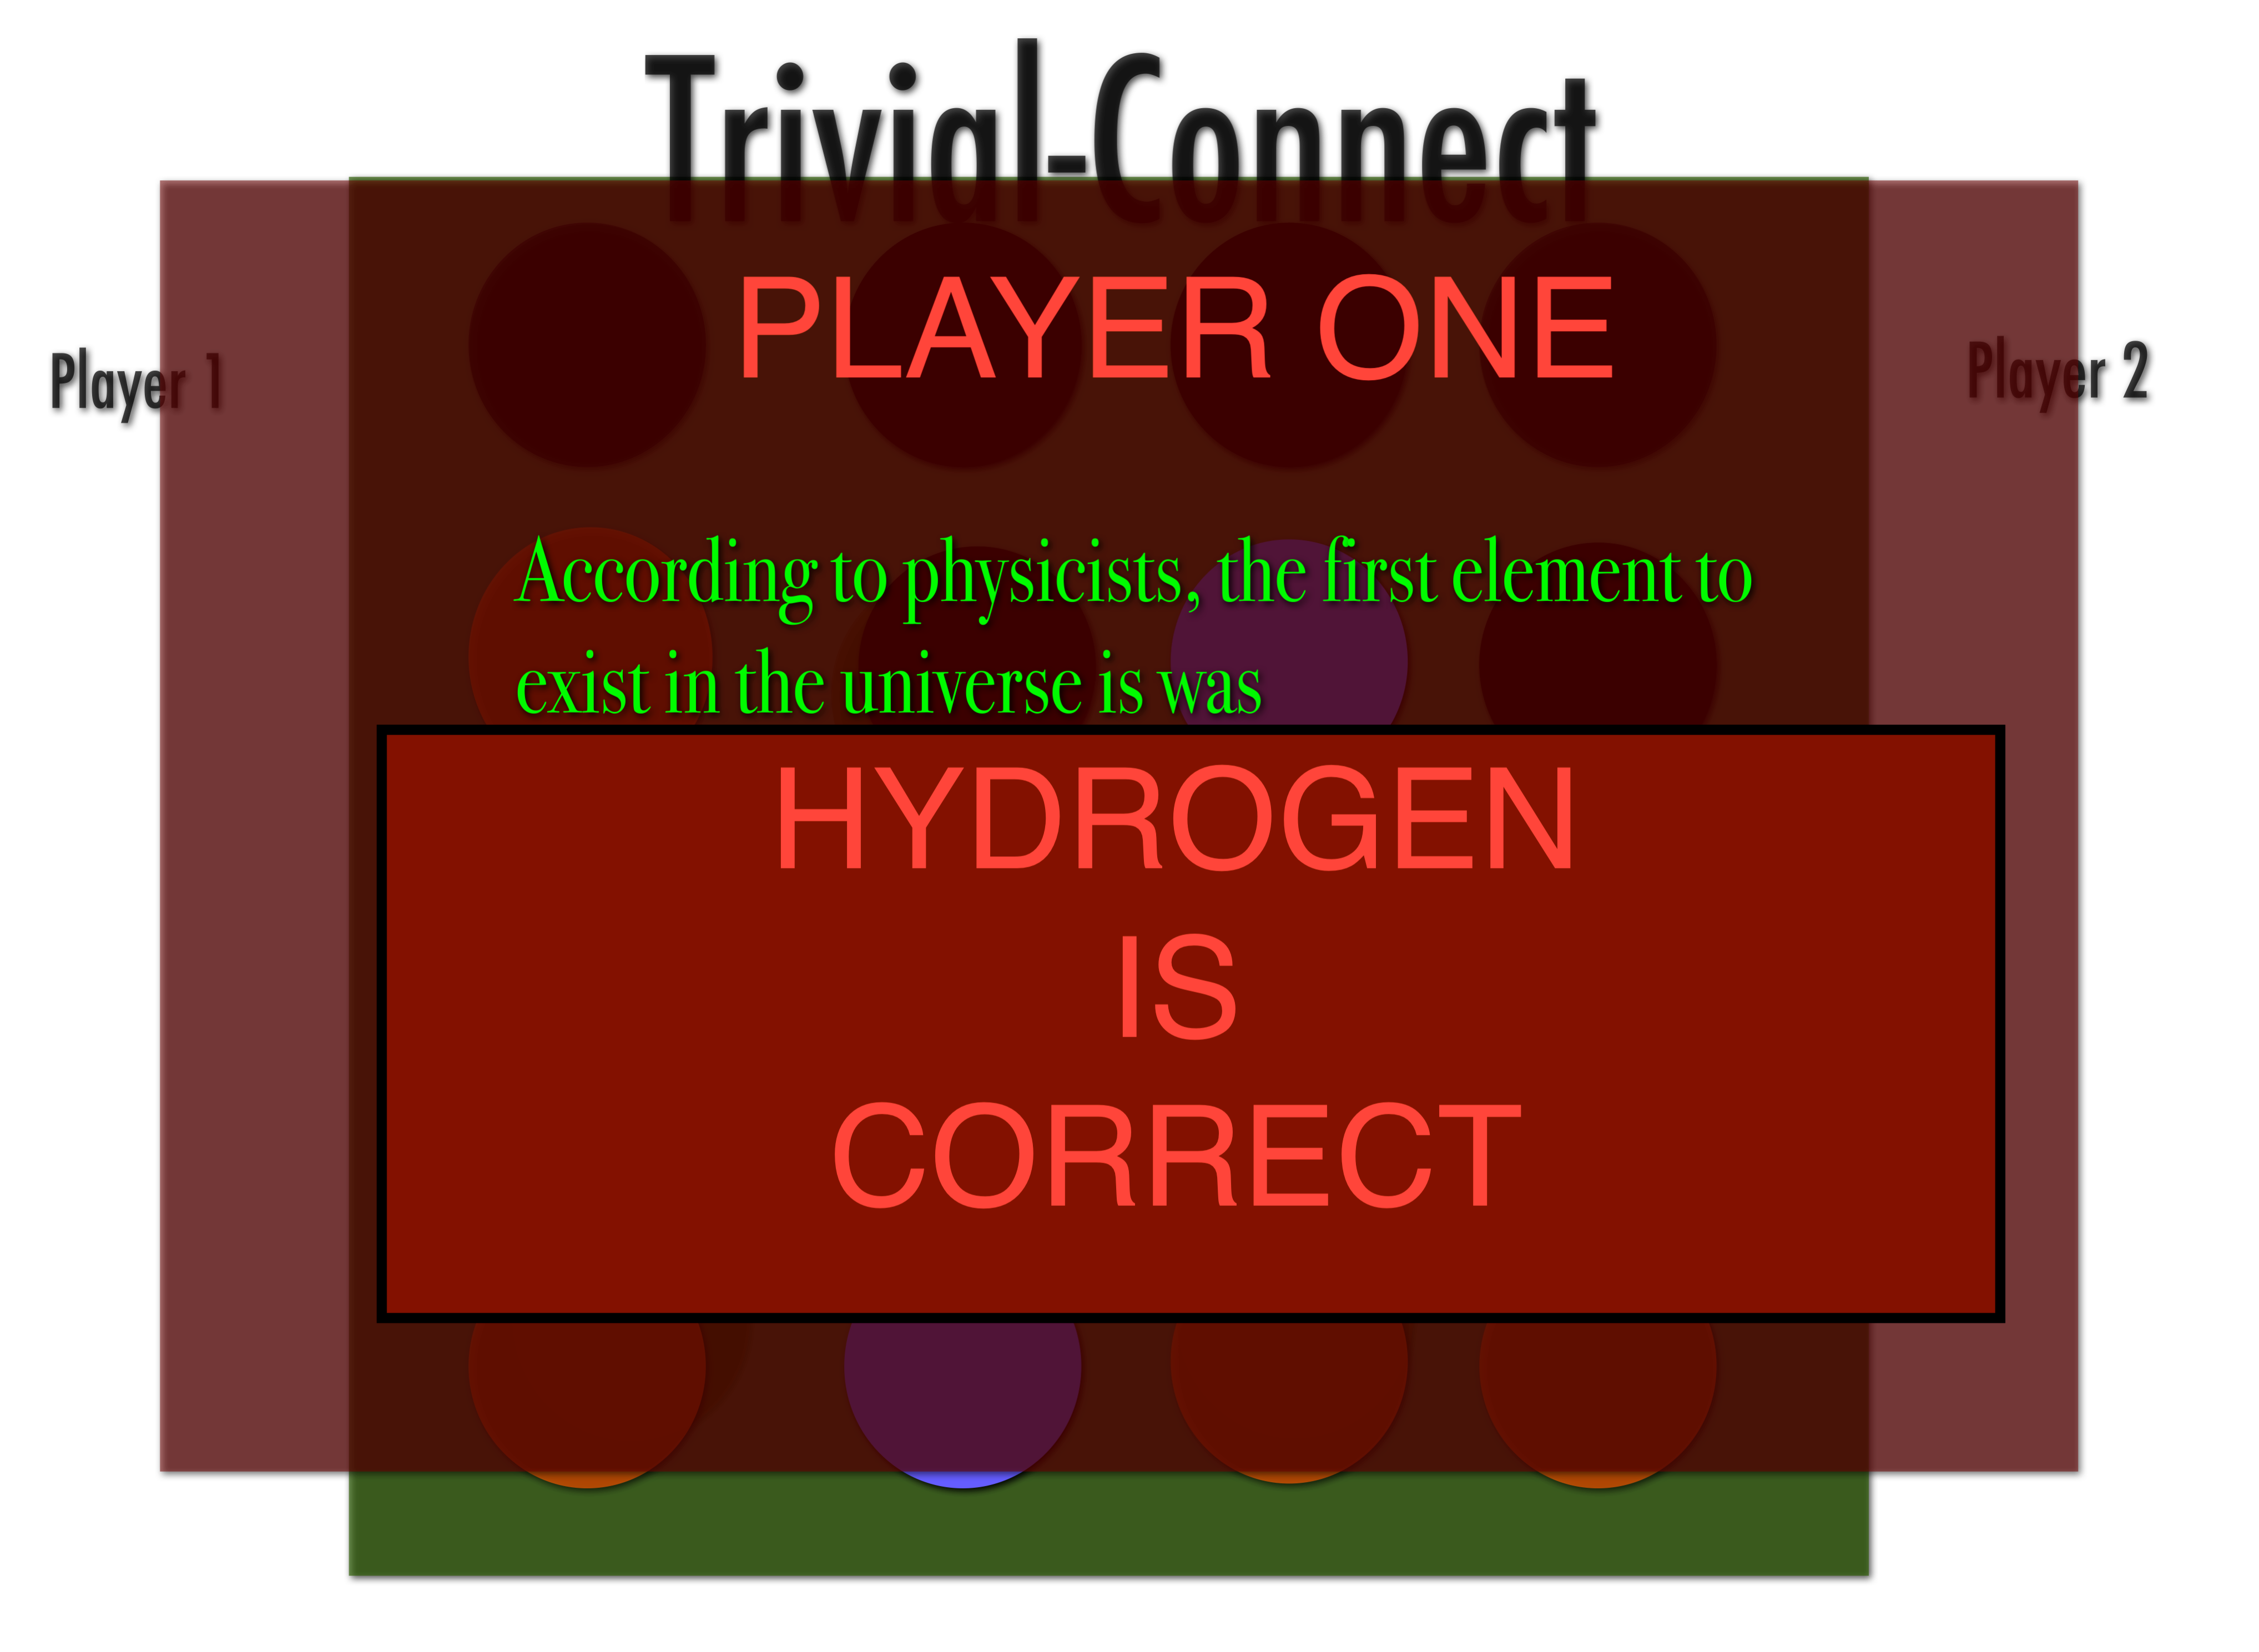 Trivial-Connect
PLAYER ONE
Player 1
Player 2
According to physicists, the first element to
exist in the universe is was
HYDROGEN
IS
CORRECT